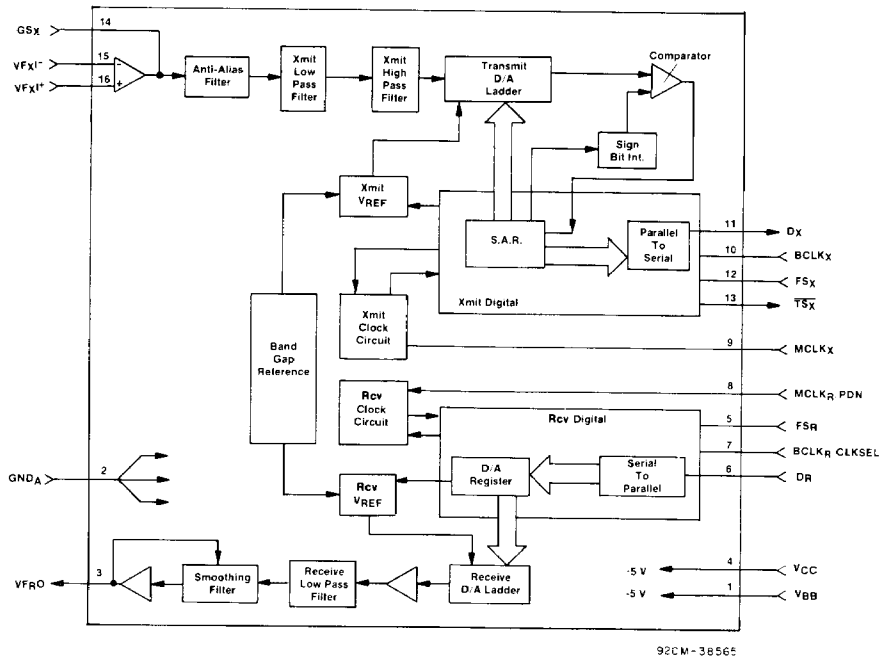 GSX
14
VFXI-
15
VFXI+
16
-
+
Anti-Alias
Filter
Xmit
Low
Pass
Filter
Xmit
High
Pass
Filter
Transmit
D/A
Ladder
Comparator
Sign
Bit Int.
Xmit
VREF
S.A.R.
Parallel
To
Serial
Xmit Digital
11
DX
10
BCLKX
12
FSX
13
TSX
Band
Gap
Reference
Xmit
Clock
Circuit
9
MCLKX
8
MCLKR PDN
Rcv
Clock
Circuit
Rcv Digital
5
FSR
7
BCLKR CLKSEL
6
DR
D/A
Register
Serial
To
Parallel
GNDA
2
Rcv
VREF
VFRO
3
Smoothing
Filter
Receive
Low Pass
Filter
Receive
D/A Ladder
-5 V
4
VCC
-5 V
1
VBB
92CM-38565